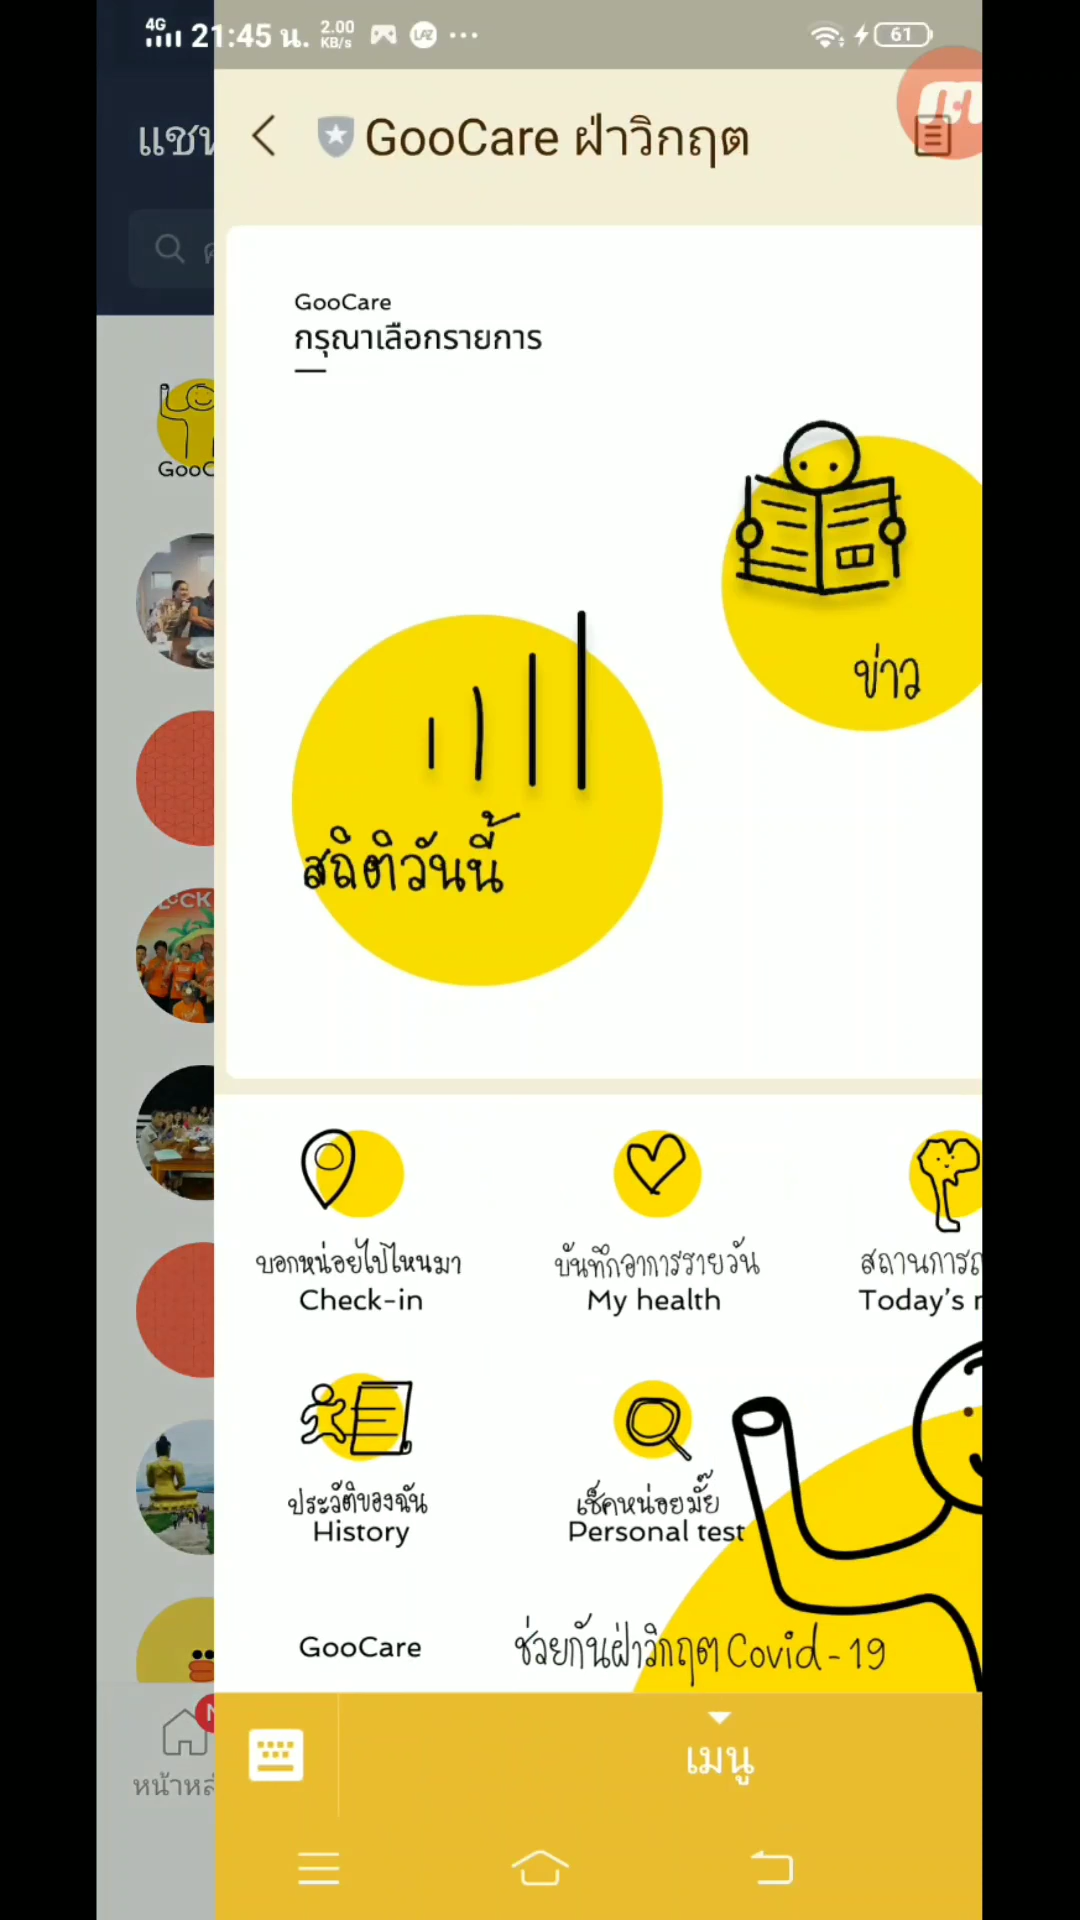 4G 21:45 น. 2.00 KB/s LAZ ... 61
แชท
GooCare ฝ่าวิกฤต
GooCare
กรุณาเลือกรายการ
ข่าว
สถิติวันนี้
GooC
บอกหน่อยไปไหนมา
Check-in
บันทึกอาการรายวัน
My health
สถานการณ
Today's
ประวัติของฉัน
History
เช็คหน่อยมั๊ย
Personal test
GooCare
ช่วยกันฝ่าวิกฤต Covid-19
หน้าหลั
เมนู